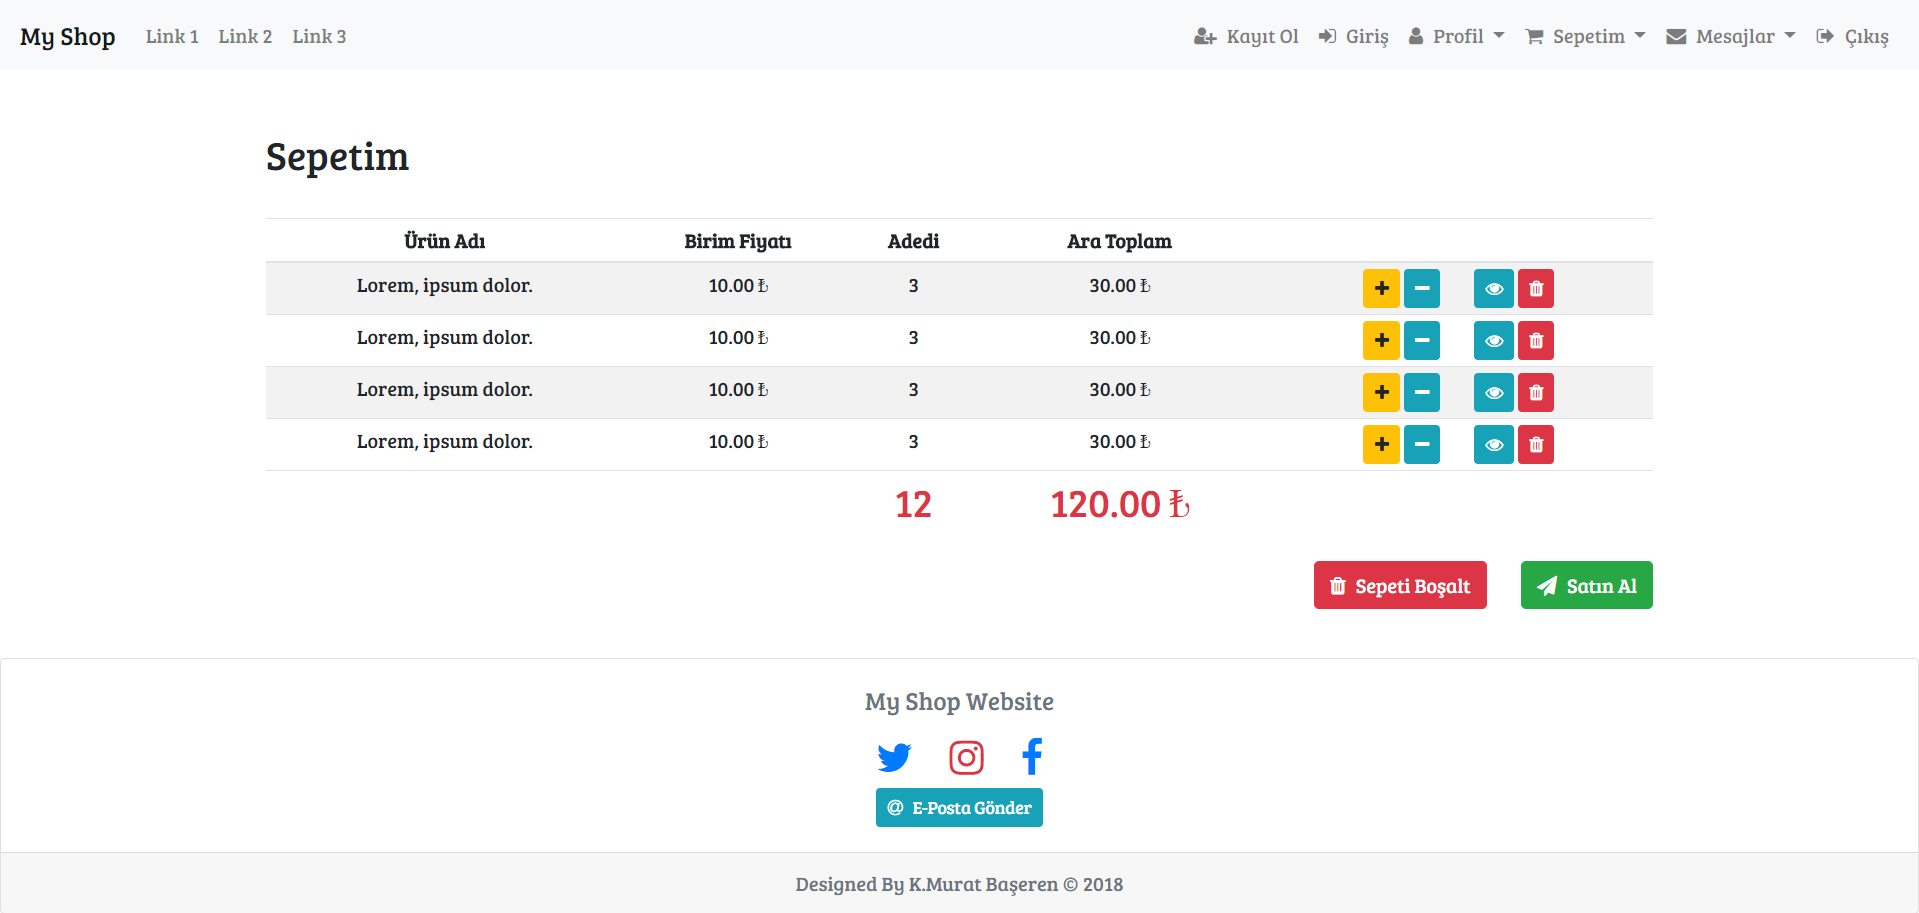 My Shop Link 1 Link 2 Link 3 Kayıt Ol Giriş Profil Sepetim Mesajlar Çıkış
Sepetim
Ürün Adı Birim Fiyatı Adedi Ara Toplam
Lorem, ipsum dolor. 10.00 ₺ 3 30.00 ₺
Lorem, ipsum dolor. 10.00 ₺ 3 30.00 ₺
Lorem, ipsum dolor. 10.00 ₺ 3 30.00 ₺
Lorem, ipsum dolor. 10.00 ₺ 3 30.00 ₺
12 120.00 ₺
Sepeti Boşalt Satın Al
My Shop Website
E-Posta Gönder
Designed By K.Murat Başeren © 2018